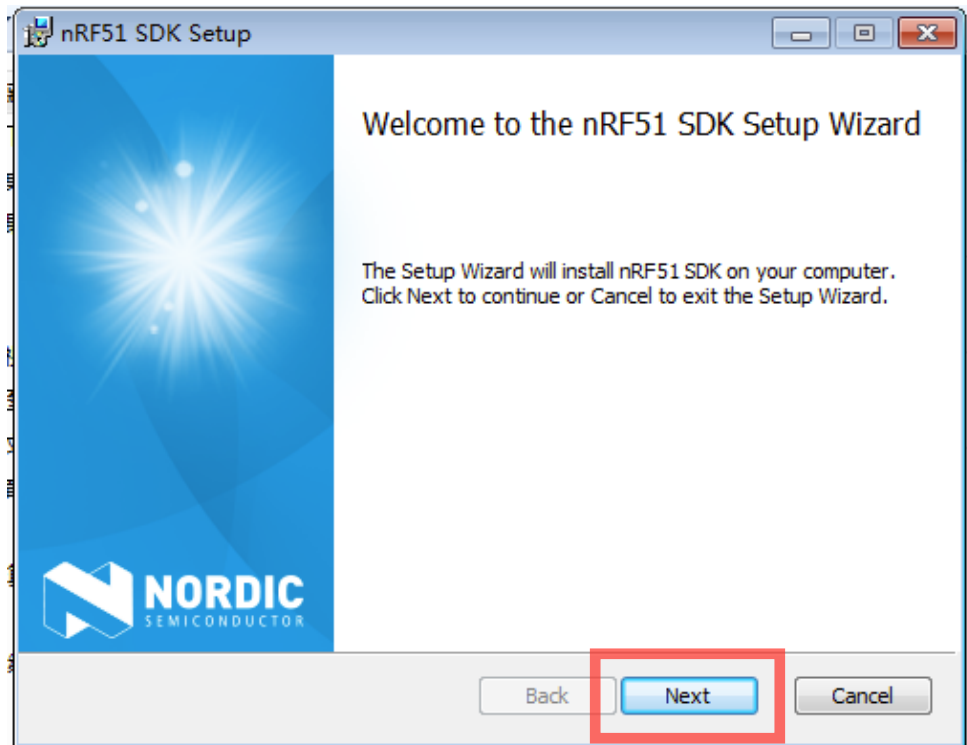 nRF51 SDK Setup
Welcome to the nRF51 SDK Setup Wizard
The Setup Wizard will install nRF51 SDK on your computer.
Click Next to continue or Cancel to exit the Setup Wizard.
NORDIC
SEMICONDUCTOR
Back
Next
Cancel